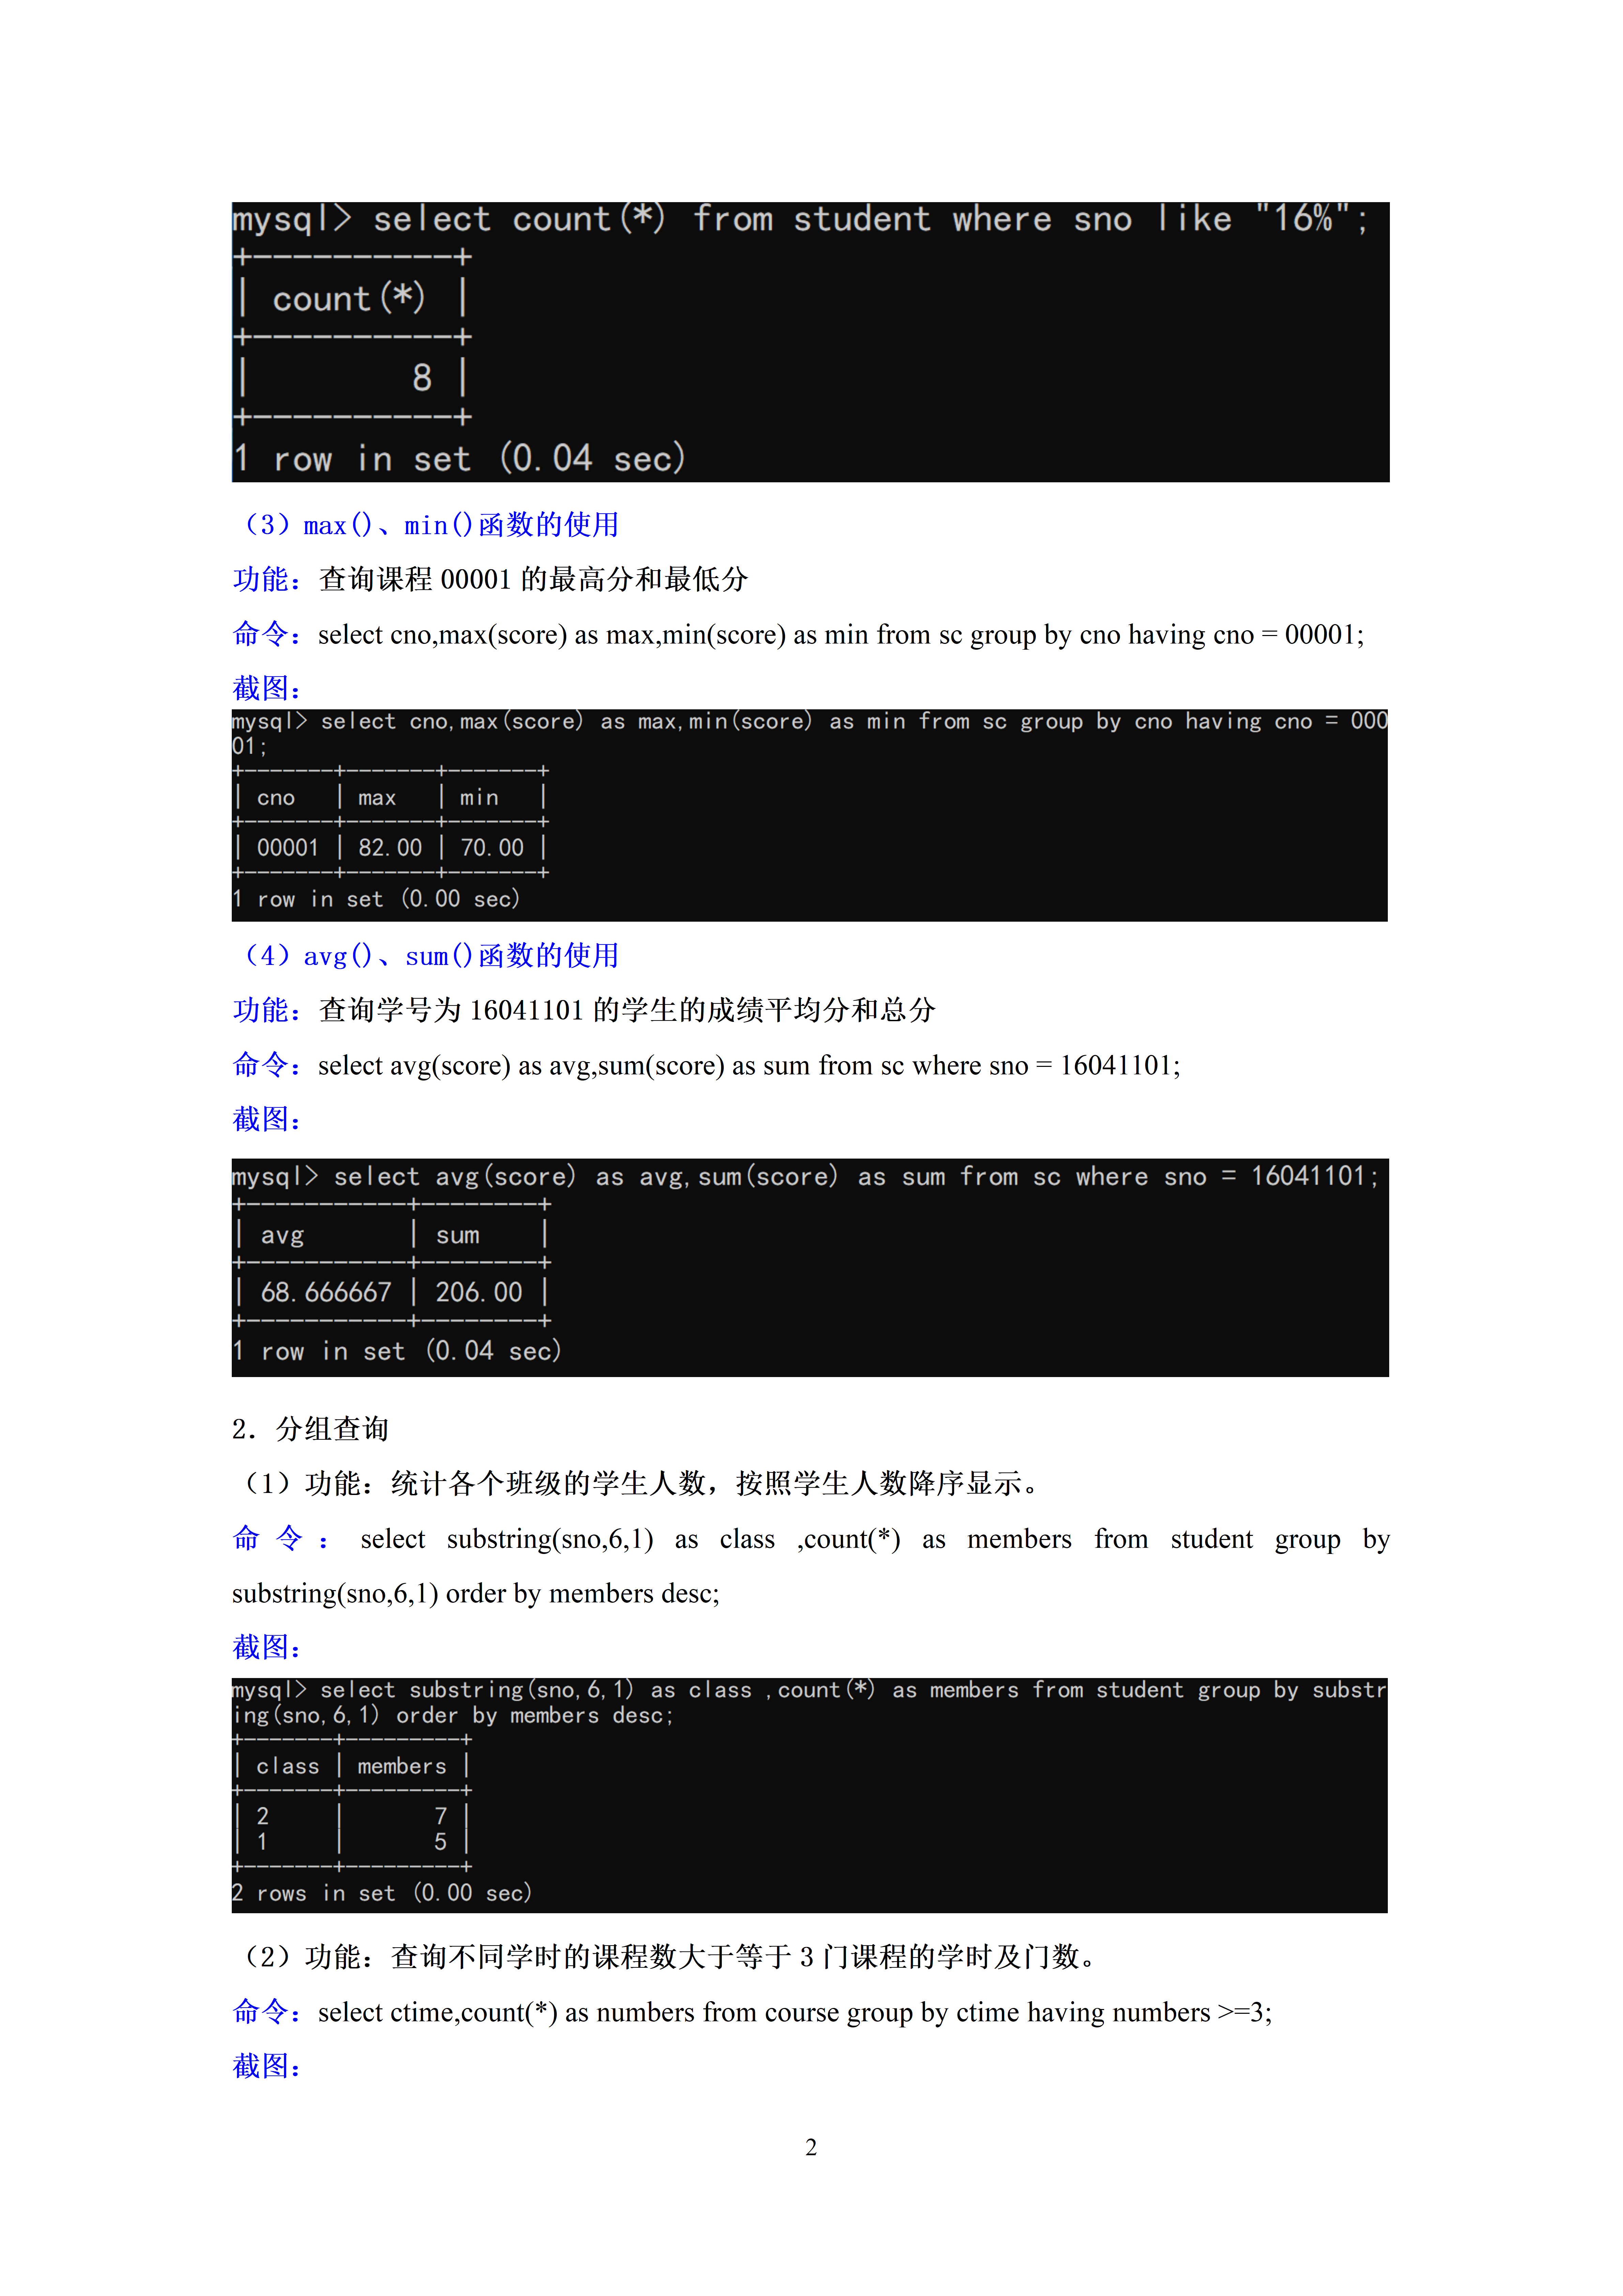 mysql> select count(*) from student where sno like "16%";
+----------+
| count(*) |
+----------+
|        8 |
+----------+
1 row in set (0.04 sec)
（3）max()、min()函数的使用
功能：查询课程 00001 的最高分和最低分
命令：select cno,max(score) as max,min(score) as min from sc group by cno having cno = 00001;
截图：
mysql> select cno,max(score) as max,min(score) as min from sc group by cno having cno = 000
01;
+-------+-------+-------+
| cno   | max   | min   |
+-------+-------+-------+
| 00001 | 82.00 | 70.00 |
+-------+-------+-------+
1 row in set (0.00 sec)
（4）avg()、sum()函数的使用
功能：查询学号为 16041101 的学生的成绩平均分和总分
命令：select avg(score) as avg,sum(score) as sum from sc where sno = 16041101;
截图：
mysql> select avg(score) as avg,sum(score) as sum from sc where sno = 16041101;
+-----------+--------+
| avg       | sum    |
+-----------+--------+
| 68.666667 | 206.00 |
+-----------+--------+
1 row in set (0.04 sec)
2．分组查询
（1）功能：统计各个班级的学生人数，按照学生人数降序显示。
命令：select substring(sno,6,1) as class ,count(*) as members from student group by
substring(sno,6,1) order by members desc;
截图：
mysql> select substring(sno,6,1) as class ,count(*) as members from student group by substr
ing(sno,6,1) order by members desc;
+-------+---------+
| class | members |
+-------+---------+
| 2     |       7 |
| 1     |       5 |
+-------+---------+
2 rows in set (0.00 sec)
（2）功能：查询不同学时的课程数大于等于 3 门课程的学时及门数。
命令：select ctime,count(*) as numbers from course group by ctime having numbers >=3;
截图：
2